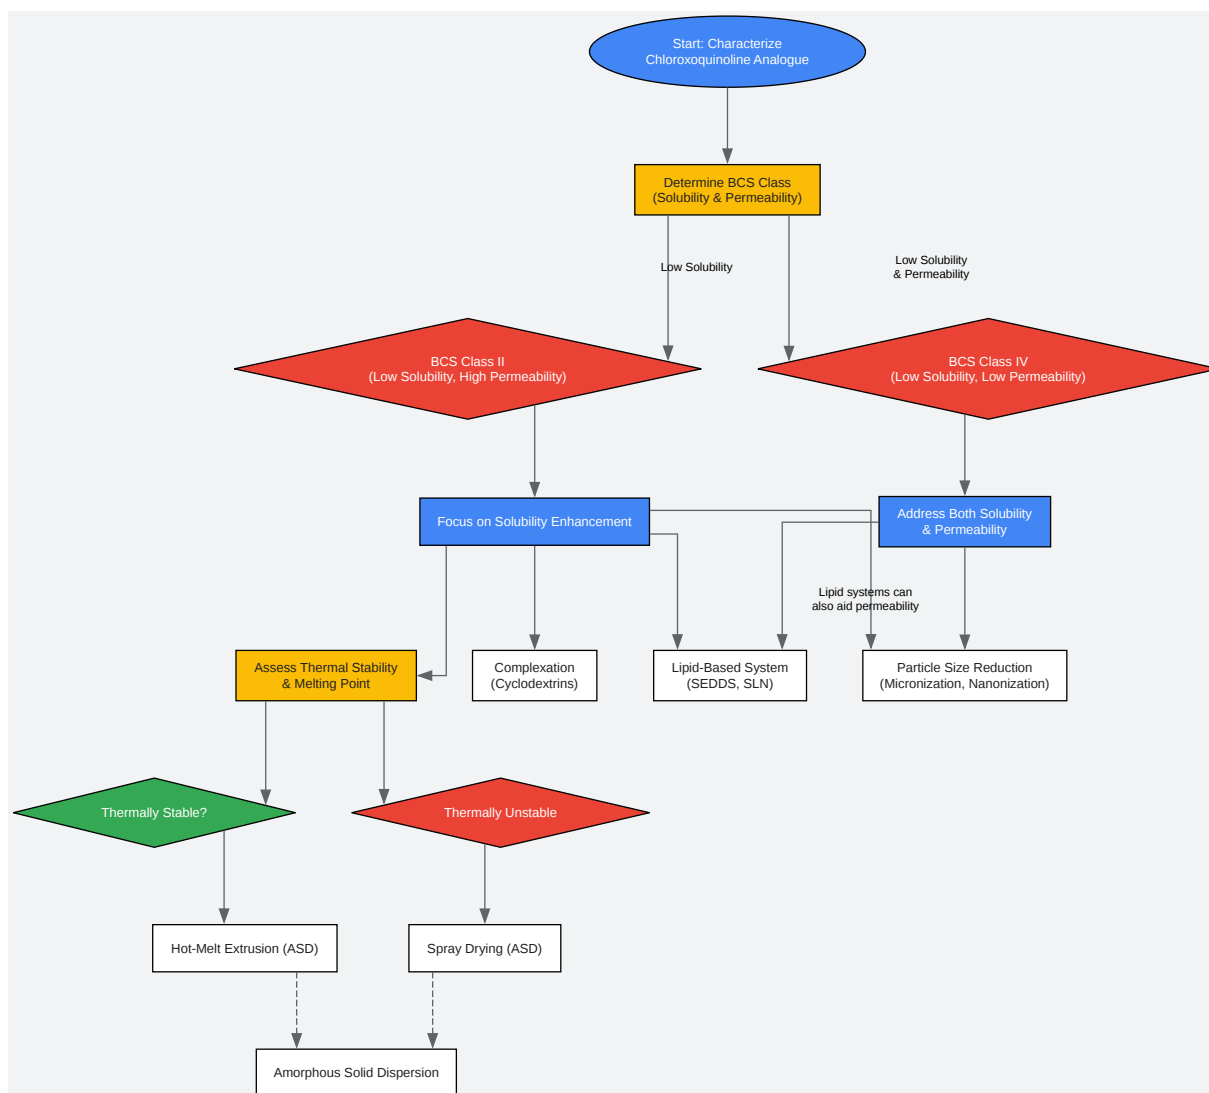 Start: Characterize
Chloroxoquinoline Analogue
Determine BCS Class
(Solubility & Permeability)
Low Solubility
Low Solubility
& Permeability
BCS Class II
(Low Solubility, High Permeability)
BCS Class IV
(Low Solubility, Low Permeability)
Focus on Solubility Enhancement
Address Both Solubility
& Permeability
Lipid systems can
also aid permeability
Assess Thermal Stability
& Melting Point
Complexation
(Cyclodextrins)
Lipid-Based System
(SEDDS, SLN)
Particle Size Reduction
(Micronization, Nanonization)
Thermally Stable?
Thermally Unstable
Hot-Melt Extrusion (ASD)
Spray Drying (ASD)
Amorphous Solid Dispersion